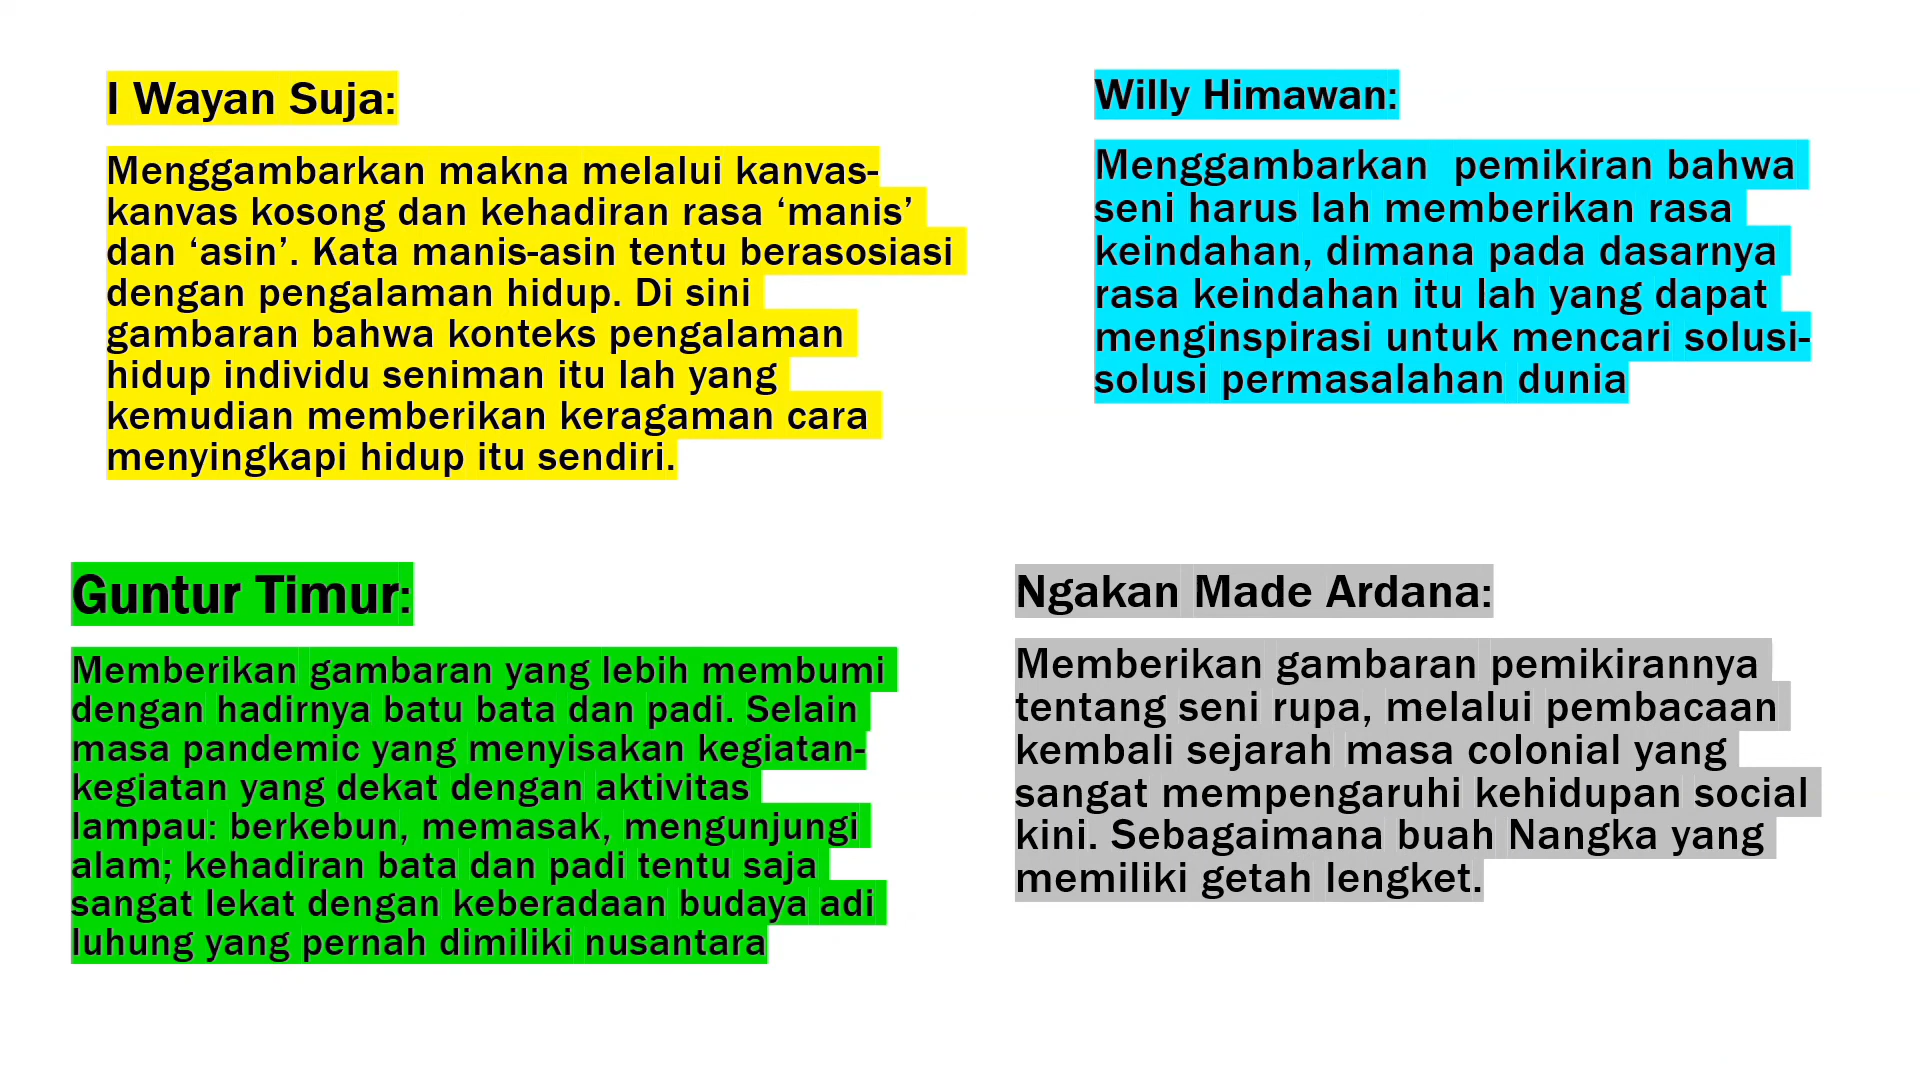 I Wayan Suja:
Menggambarkan makna melalui kanvas-
kanvas kosong dan kehadiran rasa ‘manis’
dan ‘asin’. Kata manis-asin tentu berasosiasi
dengan pengalaman hidup. Di sini
gambaran bahwa konteks pengalaman
hidup individu seniman itu lah yang
kemudian memberikan keragaman cara
menyingkapi hidup itu sendiri.
Willy Himawan:
Menggambarkan  pemikiran bahwa
seni harus lah memberikan rasa
keindahan, dimana pada dasarnya
rasa keindahan itu lah yang dapat
menginspirasi untuk mencari solusi-
solusi permasalahan dunia
Guntur Timur:
Memberikan gambaran yang lebih membumi
dengan hadirnya batu bata dan padi. Selain
masa pandemic yang menyisakan kegiatan-
kegiatan yang dekat dengan aktivitas
lampau: berkebun, memasak, mengunjungi
alam; kehadiran bata dan padi tentu saja
sangat lekat dengan keberadaan budaya adi
luhung yang pernah dimiliki nusantara
Ngakan Made Ardana:
Memberikan gambaran pemikirannya
tentang seni rupa, melalui pembacaan
kembali sejarah masa colonial yang
sangat mempengaruhi kehidupan social
kini. Sebagaimana buah Nangka yang
memiliki getah lengket.